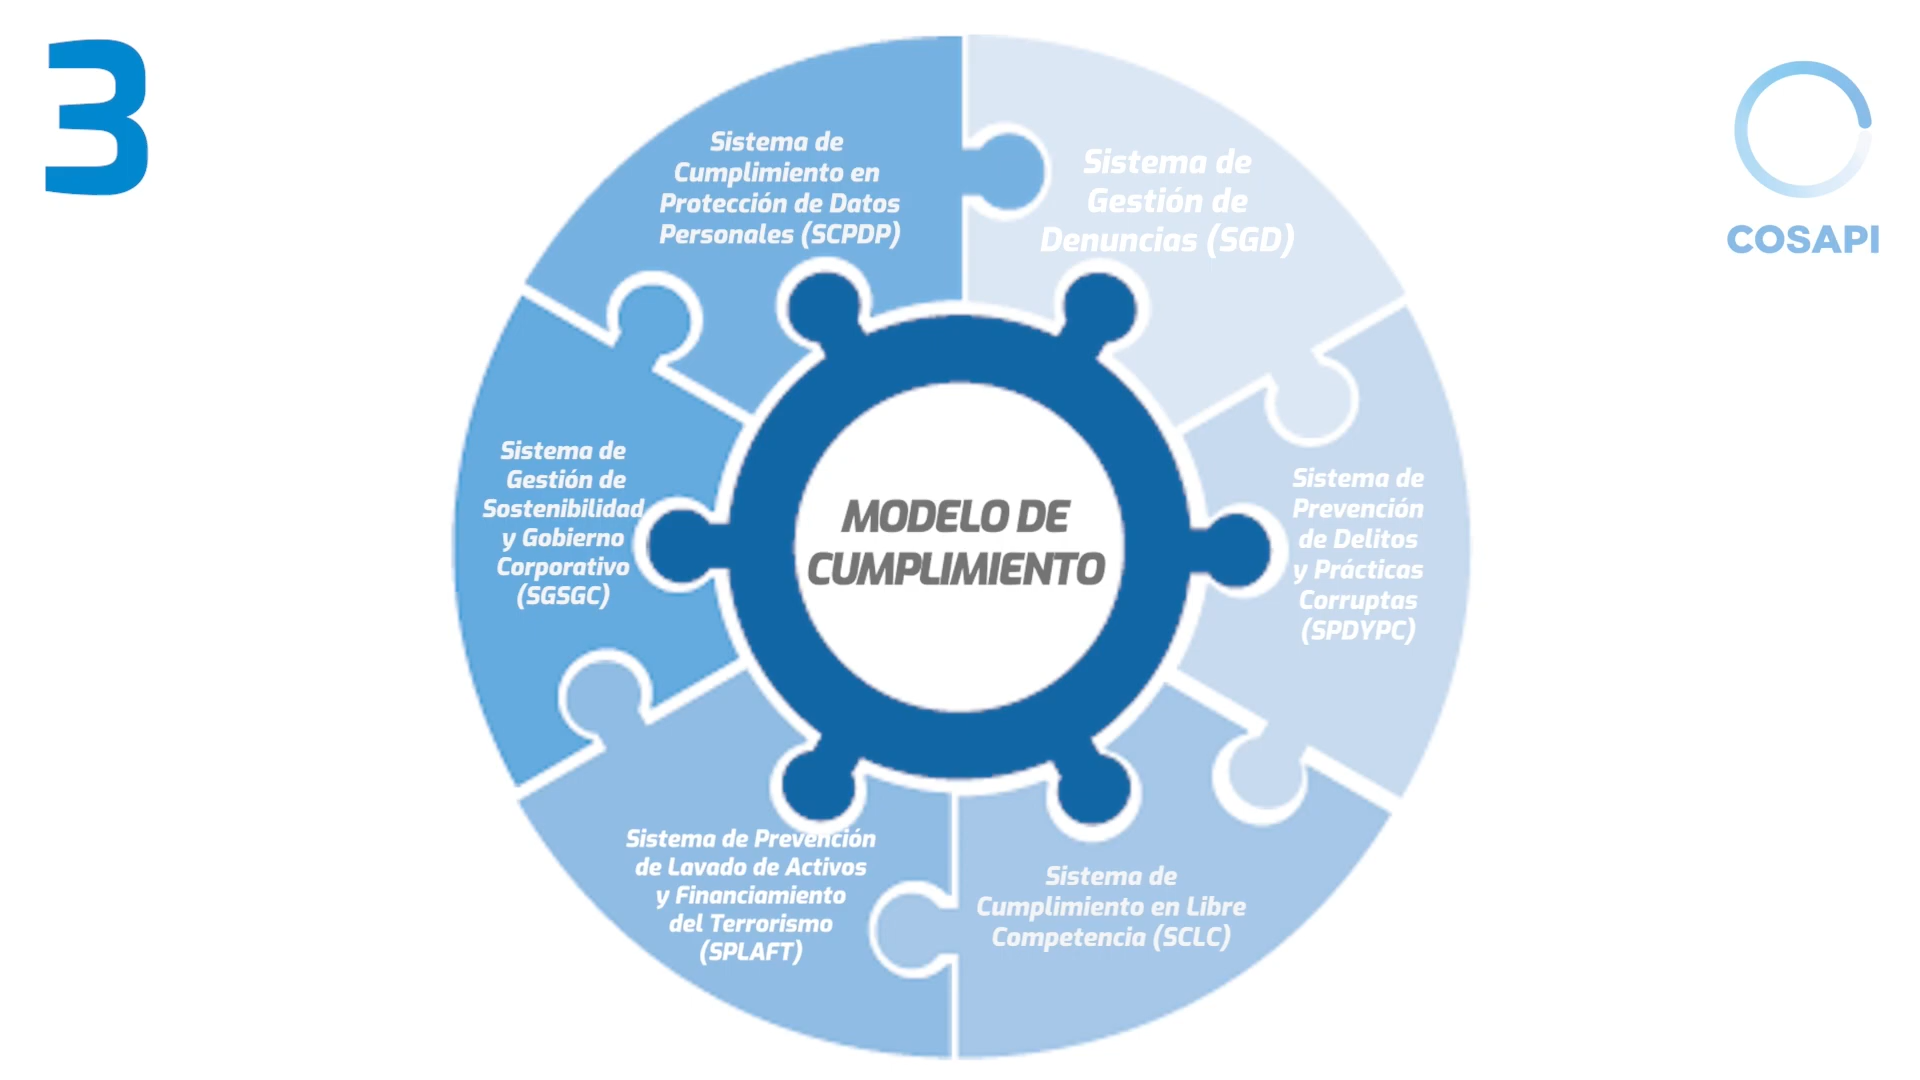 3
COSAPI
Sistema de
Cumplimiento en
Protección de Datos
Personales (SCPDP)
Sistema de
Gestión de
Denuncias (SGD)
Sistema de
Gestión de
Sostenibilidad
y Gobierno
Corporativo
(SGSGC)
MODELO DE
CUMPLIMIENTO
Sistema de
Prevención
de Delitos
y Prácticas
Corruptas
(SPDYPC)
Sistema de Prevención
de Lavado de Activos
y Financiamiento
del Terrorismo
(SPLAFT)
Sistema de
Cumplimiento en Libre
Competencia (SCLC)